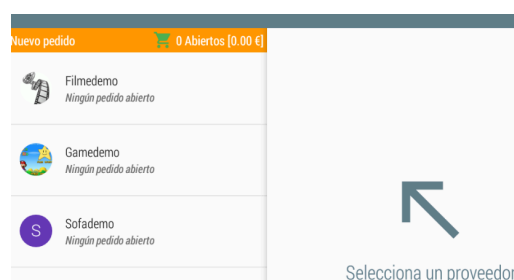 Nuevo pedido 0 Abiertos [0.00 €]
Filmedemo
Ningún pedido abierto
Gamedemo
Ningún pedido abierto
S
Sofademo
Ningún pedido abierto
Selecciona un proveedor